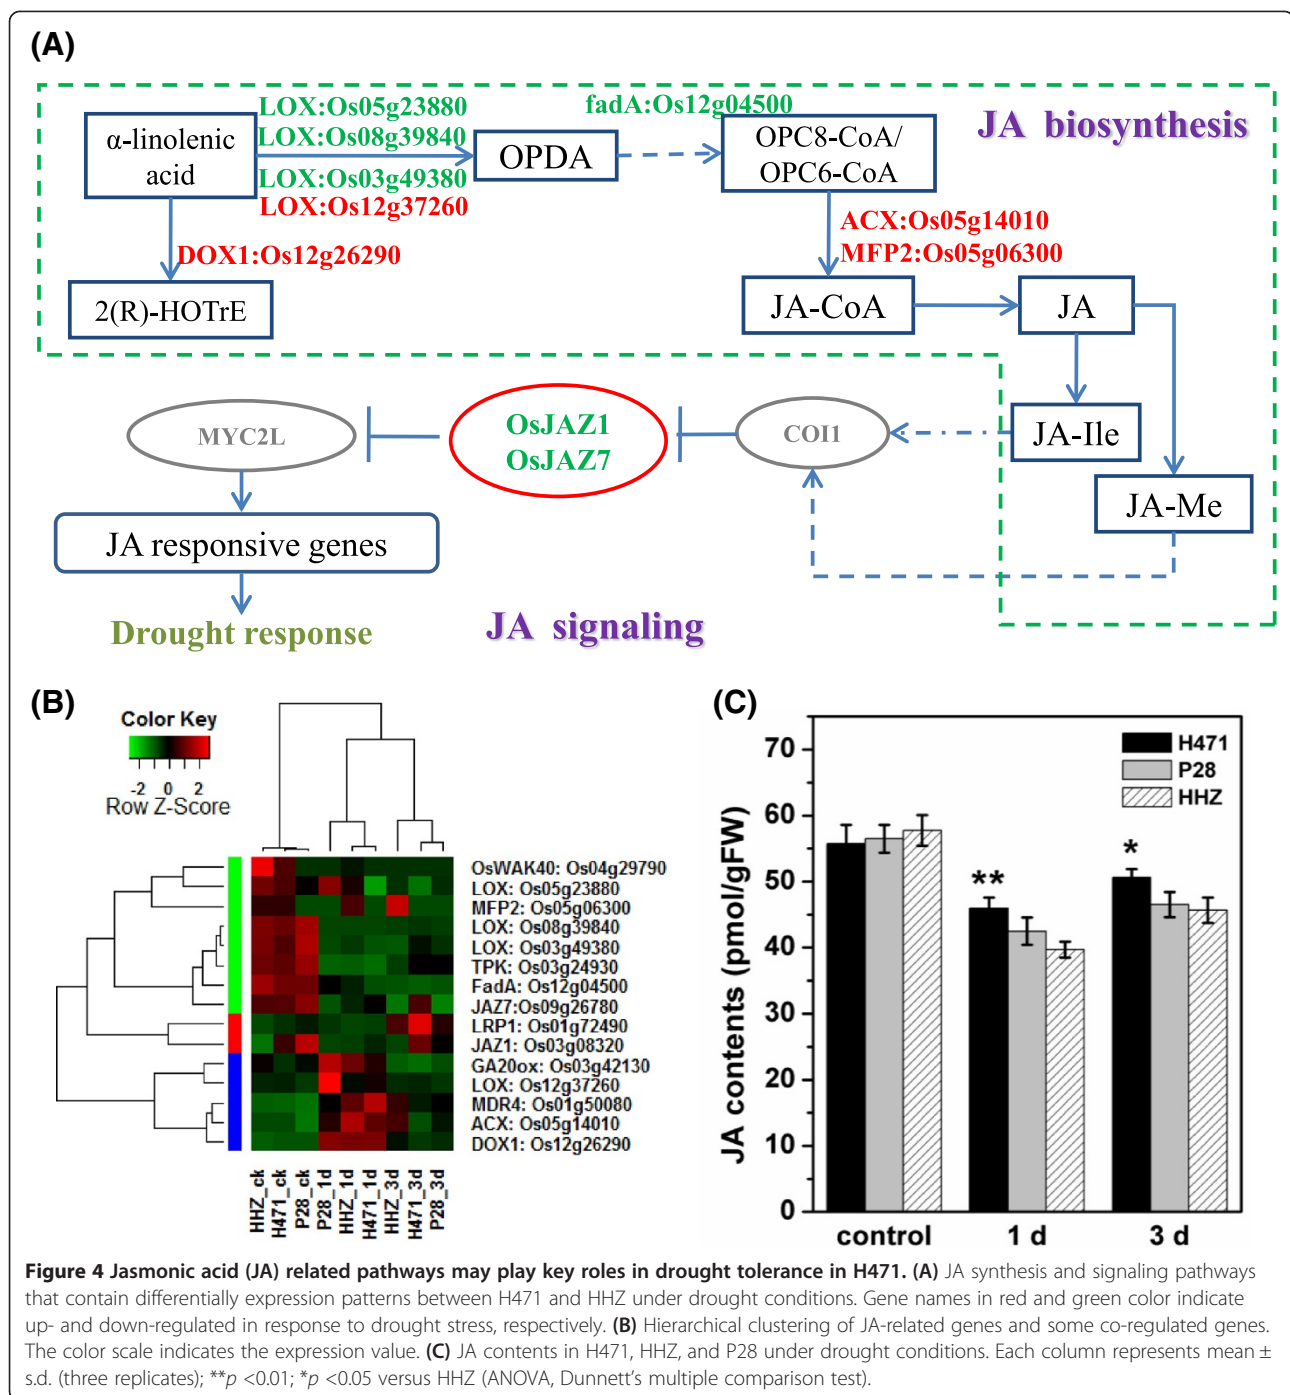 (A)
LOX:Os05g23880
fadA:Os12g04500
JA biosynthesis
α-linolenic
acid
LOX:Os08g39840
OPDA
OPC8-CoA/
OPC6-CoA
LOX:Os03g49380
LOX:Os12g37260
ACX:Os05g14010
DOX1:Os12g26290
MFP2:Os05g06300
2(R)-HOTrE
JA-CoA
JA
MYC2L
OsJAZ1
OsJAZ7
COI1
JA-Ile
JA-Me
JA responsive genes
Drought response
JA signaling
(B)
Color Key
-2 0 2
Row Z-Score
OsWAK40: Os04g29790
LOX: Os05g23880
MFP2: Os05g06300
LOX: Os08g39840
LOX: Os03g49380
TPK: Os03g24930
FadA: Os12g04500
JAZ7:Os09g26780
LRP1: Os01g72490
JAZ1: Os03g08320
GA20ox: Os03g42130
LOX: Os12g37260
MDR4: Os01g50080
ACX: Os05g14010
DOX1: Os12g26290
HHZ_ck
H471_ck
P28_ck
P28_1d
HHZ_1d
H471_1d
HHZ_3d
H471_3d
P28_3d
(C)
JA contents (pmol/gFW)
70
60
50
40
30
20
10
0
H471
P28
HHZ
**
*
control 1 d 3 d
Figure 4 Jasmonic acid (JA) related pathways may play key roles in drought tolerance in H471. (A) JA synthesis and signaling pathways
that contain differentially expression patterns between H471 and HHZ under drought conditions. Gene names in red and green color indicate
up- and down-regulated in response to drought stress, respectively. (B) Hierarchical clustering of JA-related genes and some co-regulated genes.
The color scale indicates the expression value. (C) JA contents in H471, HHZ, and P28 under drought conditions. Each column represents mean ±
s.d. (three replicates); **p <0.01; *p <0.05 versus HHZ (ANOVA, Dunnett's multiple comparison test).